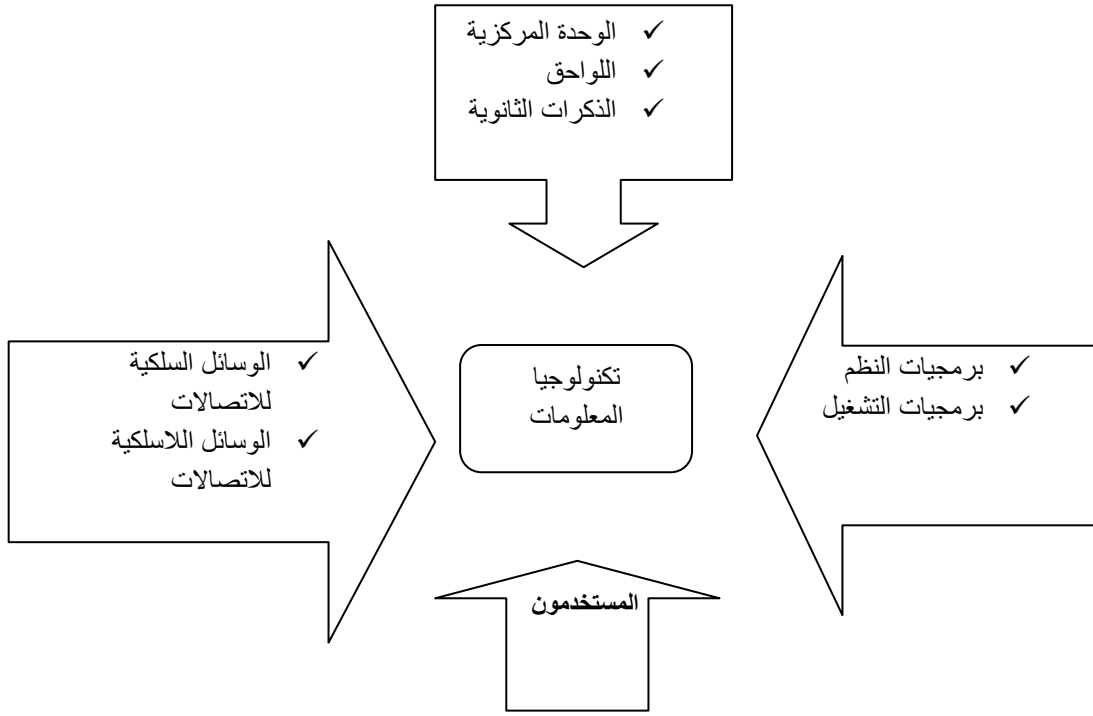 ✓ الوحدة المركزية
✓ اللواحق
✓ الذكرات الثانوية
✓ برمجيات النظم
✓ برمجيات التشغيل
تكنولوجيا
المعلومات
✓ الوسائل السلكية
للاتصالات
✓ الوسائل اللاسلكية
للاتصالات
المستخدمون